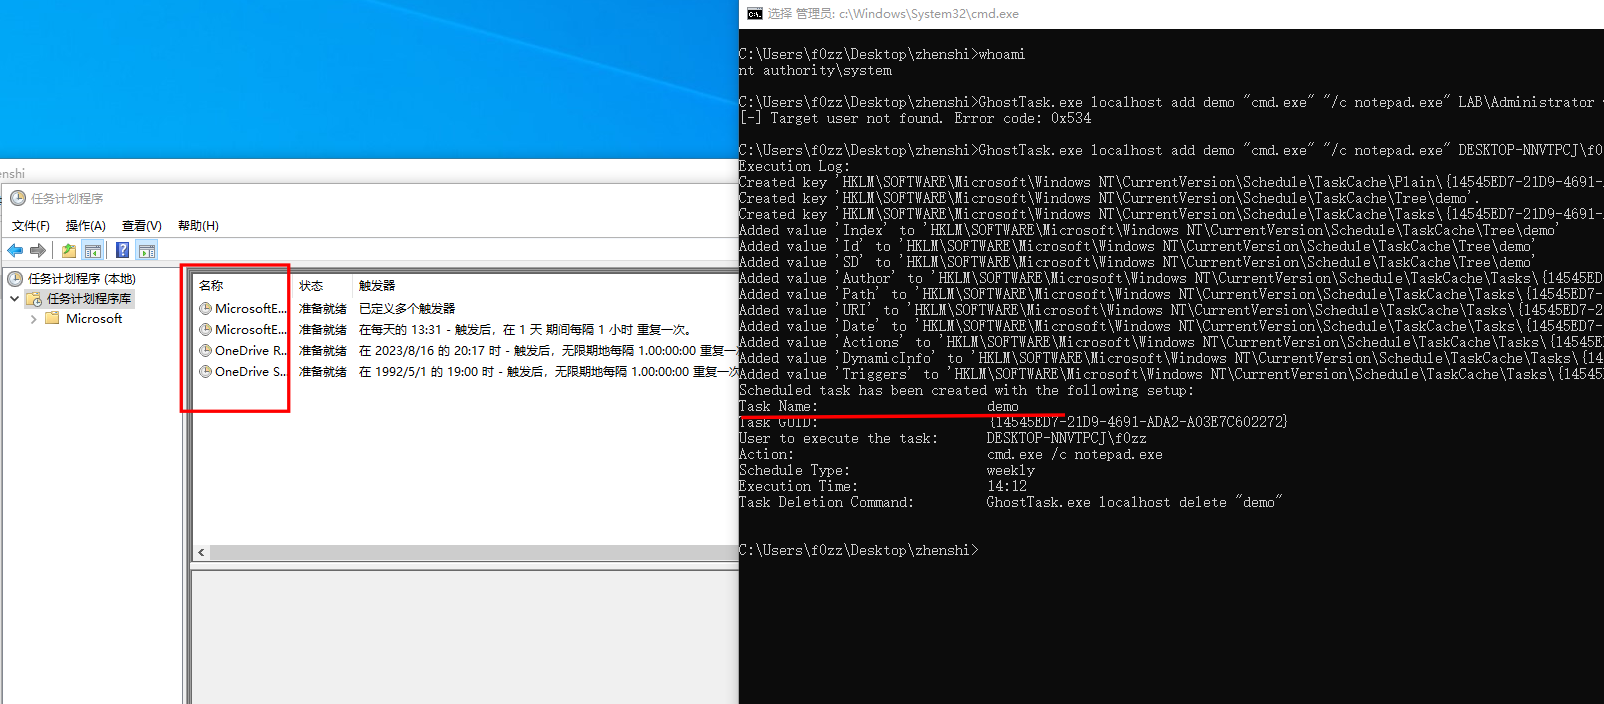 enshi
任务计划程序
文件(F) 操作(A) 查看(V) 帮助(H)
任务计划程序 (本地)
任务计划程序库
Microsoft
名称 状态 触发器
MicrosoftE... 准备就绪 已定义多个触发器
MicrosoftE... 准备就绪 在每天的 13:31 - 触发后，在 1 天 期间每隔 1 小时 重复一次。
OneDrive R... 准备就绪 在 2023/8/16 的 20:17 时 - 触发后，无限期地每隔 1.00:00:00 重复一
OneDrive S... 准备就绪 在 1992/5/1 的 19:00 时 - 触发后，无限期地每隔 1.00:00:00 重复一次
选择 管理员: c:\Windows\System32\cmd.exe
C:\Users\f0zz\Desktop\zhenshi>whoami
nt authority\system
C:\Users\f0zz\Desktop\zhenshi>GhostTask.exe localhost add demo "cmd.exe" "/c notepad.exe" LAB\Administrator
[-] Target user not found. Error code: 0x534
C:\Users\f0zz\Desktop\zhenshi>GhostTask.exe localhost add demo "cmd.exe" "/c notepad.exe" DESKTOP-NNVTPCJ\f0
Execution Log:
Created key 'HKLM\SOFTWARE\Microsoft\Windows NT\CurrentVersion\Schedule\TaskCache\Plain\{14545ED7-21D9-4691-
Created key 'HKLM\SOFTWARE\Microsoft\Windows NT\CurrentVersion\Schedule\TaskCache\Tree\demo'.
Created key 'HKLM\SOFTWARE\Microsoft\Windows NT\CurrentVersion\Schedule\TaskCache\Tasks\{14545ED7-21D9-4691-
Added value 'Index' to 'HKLM\SOFTWARE\Microsoft\Windows NT\CurrentVersion\Schedule\TaskCache\Tree\demo'
Added value 'Id' to 'HKLM\SOFTWARE\Microsoft\Windows NT\CurrentVersion\Schedule\TaskCache\Tree\demo'
Added value 'SD' to 'HKLM\SOFTWARE\Microsoft\Windows NT\CurrentVersion\Schedule\TaskCache\Tree\demo'
Added value 'Author' to 'HKLM\SOFTWARE\Microsoft\Windows NT\CurrentVersion\Schedule\TaskCache\Tasks\{14545ED
Added value 'Path' to 'HKLM\SOFTWARE\Microsoft\Windows NT\CurrentVersion\Schedule\TaskCache\Tasks\{14545ED7-
Added value 'URI' to 'HKLM\SOFTWARE\Microsoft\Windows NT\CurrentVersion\Schedule\TaskCache\Tasks\{14545ED7-2
Added value 'Date' to 'HKLM\SOFTWARE\Microsoft\Windows NT\CurrentVersion\Schedule\TaskCache\Tasks\{14545ED7-
Added value 'Actions' to 'HKLM\SOFTWARE\Microsoft\Windows NT\CurrentVersion\Schedule\TaskCache\Tasks\{14545E
Added value 'DynamicInfo' to 'HKLM\SOFTWARE\Microsoft\Windows NT\CurrentVersion\Schedule\TaskCache\Tasks\{14
Added value 'Triggers' to 'HKLM\SOFTWARE\Microsoft\Windows NT\CurrentVersion\Schedule\TaskCache\Tasks\{14545
Scheduled task has been created with the following setup:
Task Name: demo
Task GUID: {14545ED7-21D9-4691-ADA2-A03E7C602272}
User to execute the task: DESKTOP-NNVTPCJ\f0zz
Action: cmd.exe /c notepad.exe
Schedule Type: weekly
Execution Time: 14:12
Task Deletion Command: GhostTask.exe localhost delete "demo"
C:\Users\f0zz\Desktop\zhenshi>